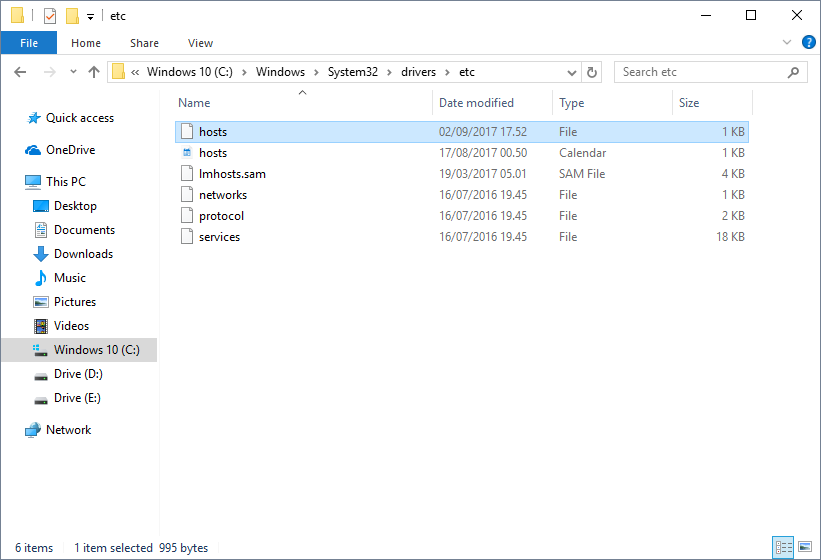 etc
File Home Share View
« Windows 10 (C:) > Windows > System32 > drivers > etc Search etc
Name Date modified Type Size
Quick access
OneDrive
This PC
Desktop
Documents
Downloads
Music
Pictures
Videos
Windows 10 (C:)
Drive (D:)
Drive (E:)
Network
hosts 02/09/2017 17.52 File 1 KB
hosts 17/08/2017 00.50 Calendar 1 KB
lmhosts.sam 19/03/2017 05.01 SAM File 4 KB
networks 16/07/2016 19.45 File 1 KB
protocol 16/07/2016 19.45 File 2 KB
services 16/07/2016 19.45 File 18 KB
6 items 1 item selected 995 bytes